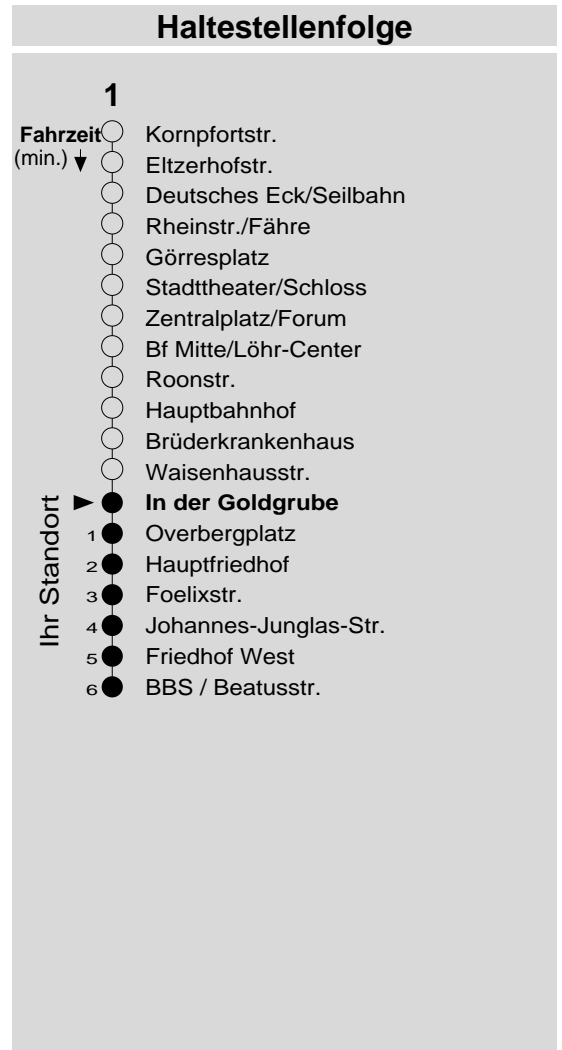 Haltestellenfolge
1
Fahrzeit
(min.)
Kornpfortstr.
Eltzerhofstr.
Deutsches Eck/Seilbahn
Rheinstr./Fähre
Görresplatz
Stadttheater/Schloss
Zentralplatz/Forum
Bf Mitte/Löhr-Center
Roonstr.
Hauptbahnhof
Brüderkrankenhaus
Waisenhausstr.
Ihr Standort
In der Goldgrube
1 Overbergplatz
2 Hauptfriedhof
3 Foelixstr.
4 Johannes-Junglas-Str.
5 Friedhof West
6 BBS / Beatusstr.